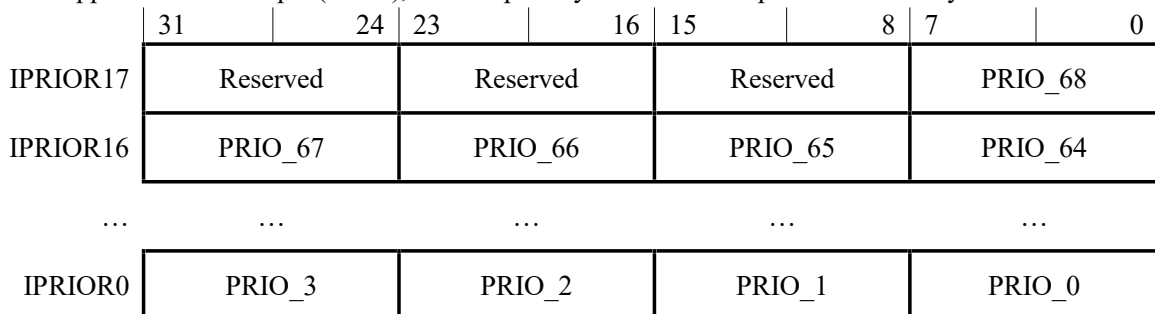 31 24 23 16 15 8 7 0
IPRIOR17 Reserved Reserved Reserved PRIO_68
IPRIOR16 PRIO_67 PRIO_66 PRIO_65 PRIO_64
… … … … …
IPRIOR0 PRIO_3 PRIO_2 PRIO_1 PRIO_0